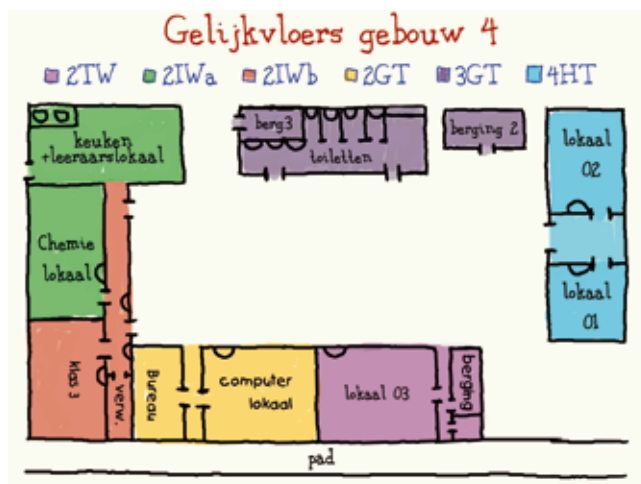 Gelijkvloers gebouw 4
2TW 2IWa 2IWb 2GT 3GT 4HT
keuken
+leeraarslokaal
berg3
toiletten
berging 2
lokaal
02
Chemie
lokaal
lokaal
01
klas 3
verw.
Bureau
computer
lokaal
lokaal 03
berging
pad